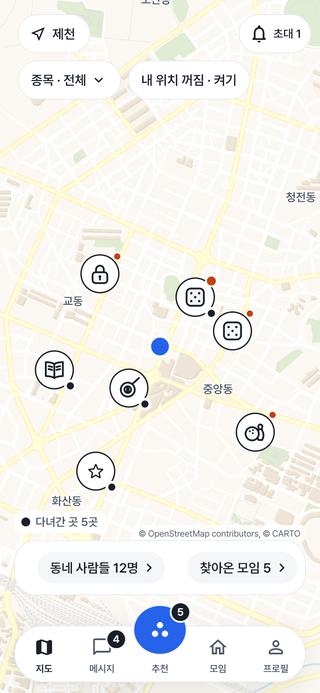 제천
초대 1
종목 · 전체
내 위치 꺼짐 · 켜기
청전동
교동
중앙동
화산동
다녀간 곳 5곳
© OpenStreetMap contributors, © CARTO
동네 사람들 12명
찾아온 모임 5
5
4
지도
메시지
추천
모임
프로필